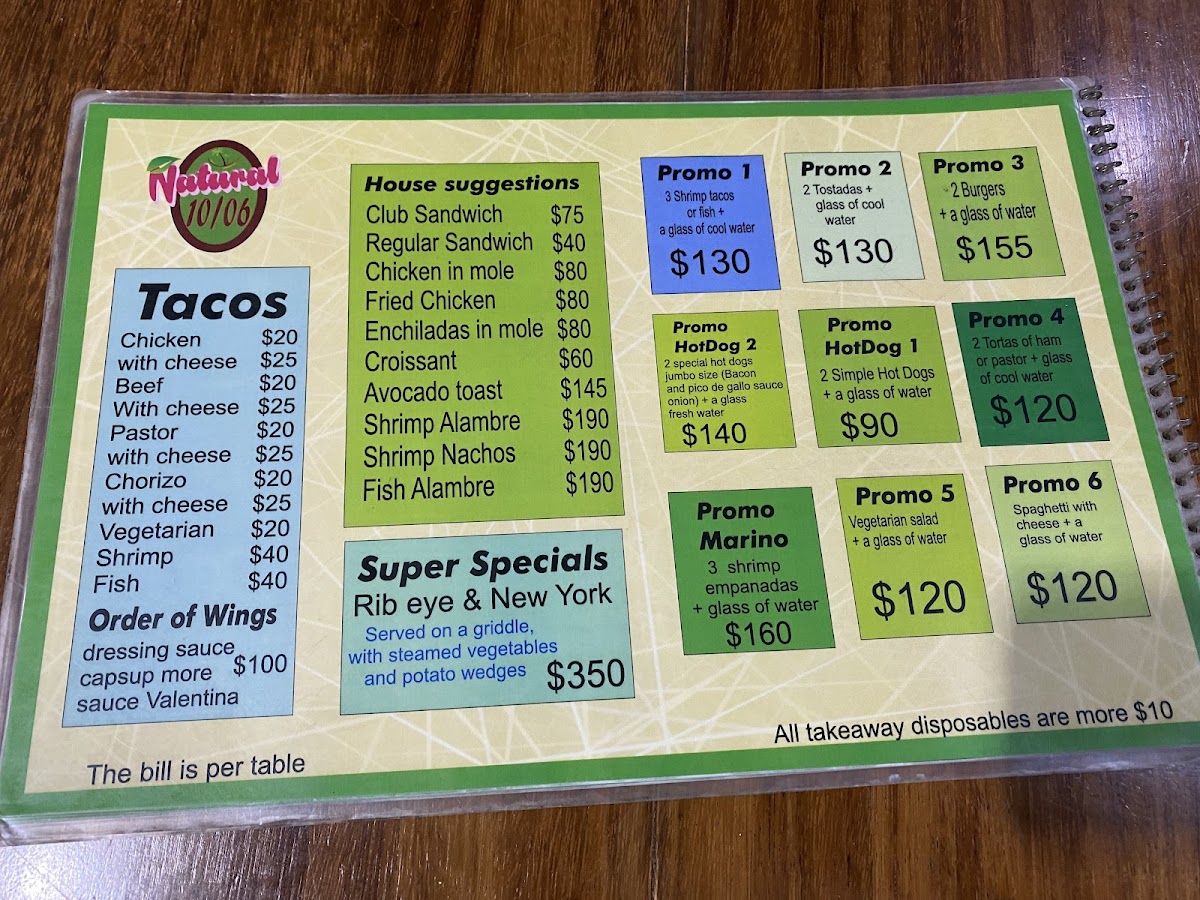 Natural
10/06
Tacos
Chicken $20
with cheese $25
Beef $20
With cheese $25
Pastor $20
with cheese $25
Chorizo $20
with cheese $25
Vegetarian $20
Shrimp $40
Fish $40
Order of Wings
dressing sauce
capsup more $100
sauce Valentina
The bill is per table
House suggestions
Club Sandwich $75
Regular Sandwich $40
Chicken in mole $80
Fried Chicken $80
Enchiladas in mole $80
Croissant $60
Avocado toast $145
Shrimp Alambre $190
Shrimp Nachos $190
Fish Alambre $190
Super Specials
Rib eye & New York
Served on a griddle,
with steamed vegetables
and potato wedges $350
Promo 1
3 Shrimp tacos
or fish +
a glass of cool water
$130
Promo 2
2 Tostadas +
glass of cool
water
$130
Promo 3
2 Burgers
+ a glass of water
$155
Promo
HotDog 2
2 special hot dogs
jumbo size (Bacon
and pico de gallo sauce
onion) + a glass
fresh water
$140
Promo
HotDog 1
2 Simple Hot Dogs
+ a glass of water
$90
Promo 4
2 Tortas of ham
or pastor + glass
of cool water
$120
Promo
Marino
3 shrimp
empanadas
+ glass of water
$160
Promo 5
Vegetarian salad
+ a glass of water
$120
Promo 6
Spaghetti with
cheese + a
glass of water
$120
All takeaway disposables are more $10